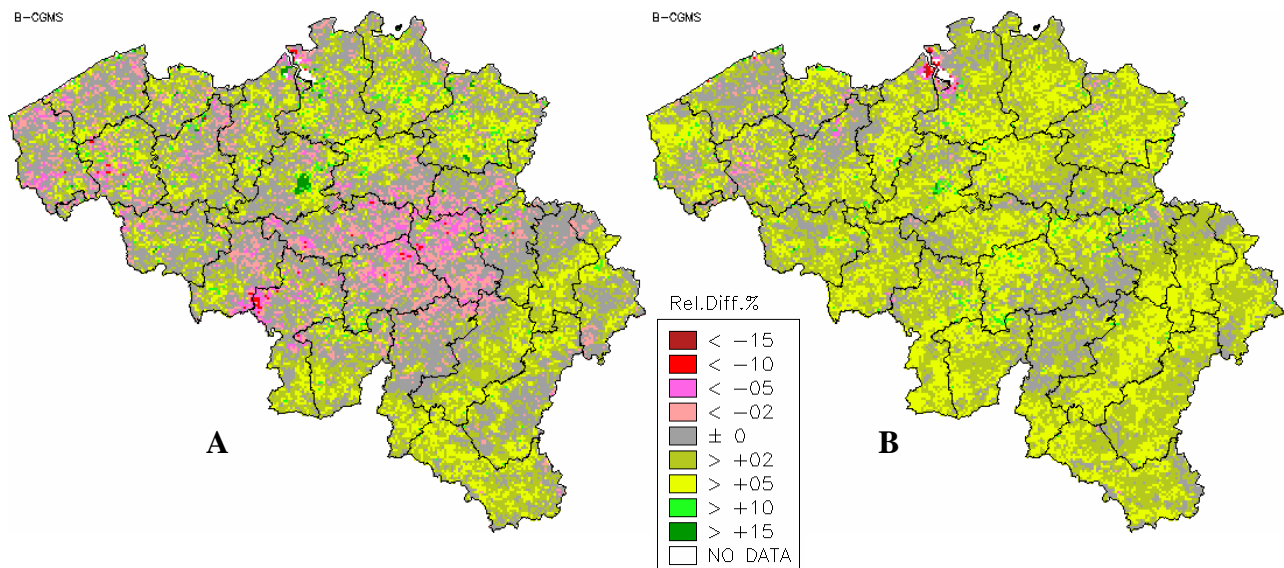 B-CGMS
B-CGMS
Rel.Diff.%
< -15
< -10
< -05
< -02
± 0
> +02
> +05
> +10
> +15
NO DATA
A
B